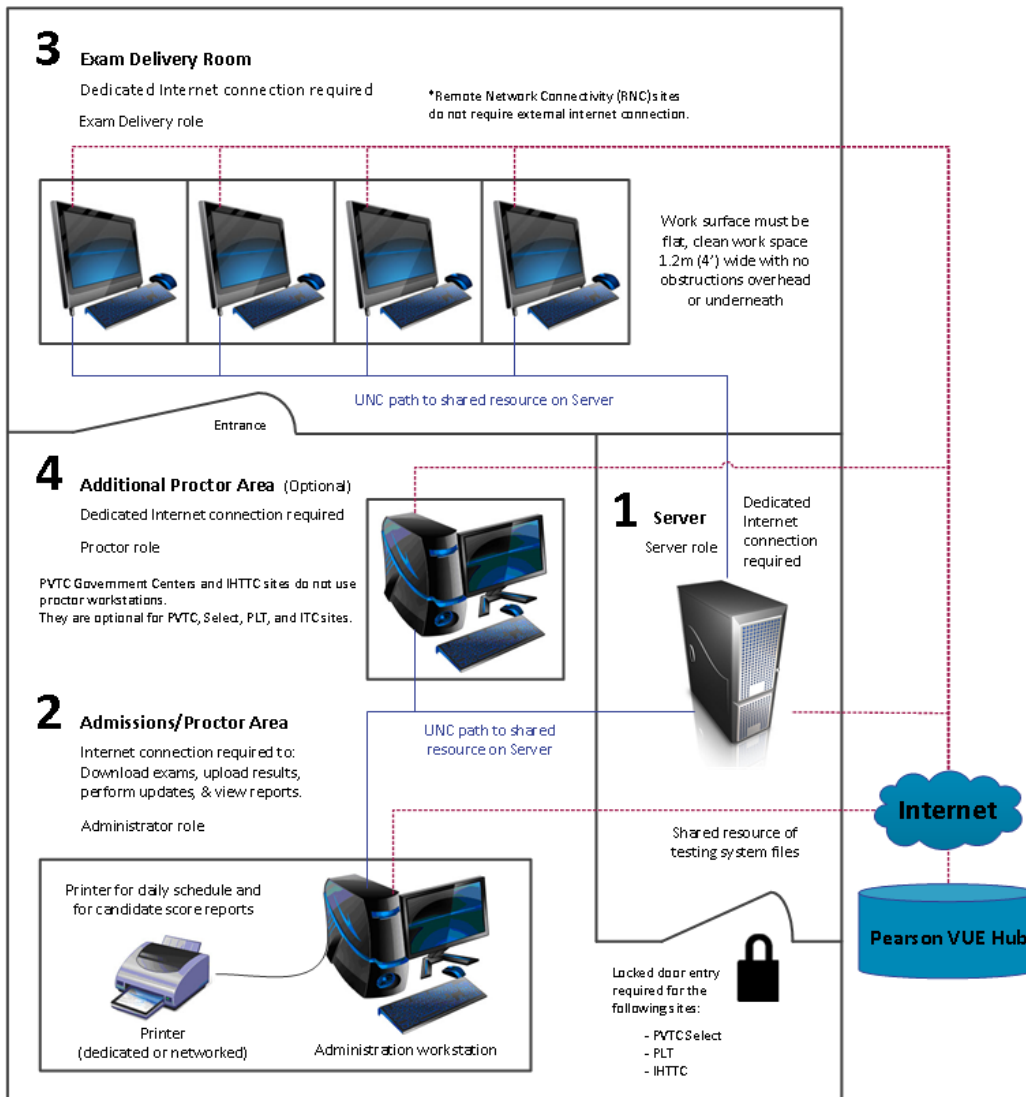 3 Exam Delivery Room
Dedicated Internet connection required
Exam Delivery role
*Remote Network Connectivity (RNC) sites
do not require external internet connection.
Work surface must be
flat, clean work space
1.2m (4') wide with no
obstructions overhead
or underneath
UNC path to shared resource on Server
Entrance
4 Additional Proctor Area (Optional)
Dedicated Internet connection required
Proctor role
PVTC Government Centers and IHTTC sites do not use
proctor workstations.
They are optional for PVTC, Select, PLT, and ITC sites.
1 Server
Server role
Dedicated
Internet
connection
required
2 Admissions/Proctor Area
Internet connection required to:
Download exams, upload results,
perform updates, & view reports.
Administrator role
UNC path to shared
resource on Server
Shared resource of
testing system files
Internet
Pearson VUE Hub
Printer for daily schedule and
for candidate score reports
Printer
(dedicated or networked)
Administration workstation
Locked door entry
required for the
following sites:
- PVTC Select
- PLT
- IHTTC